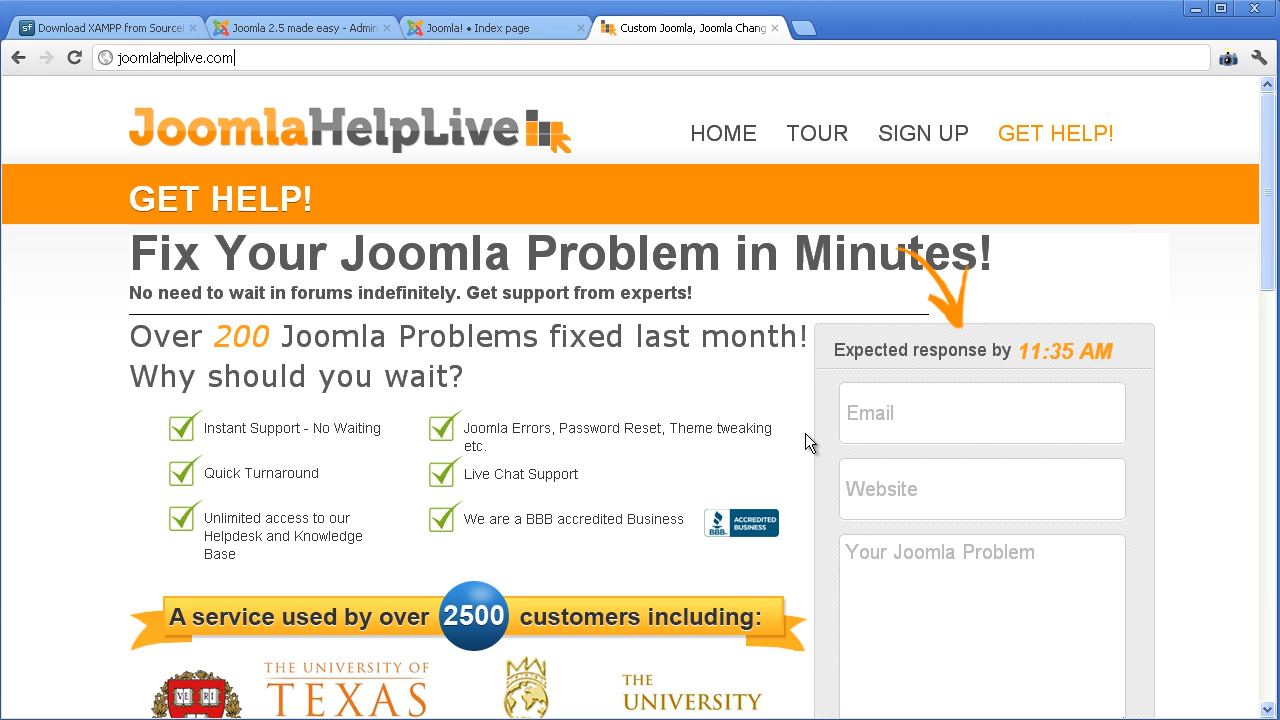 Download XAMPP from Sourcel
Joomla 2.5 made easy - Admin
Joomla! • Index page
Custom Joomla, Joomla Chang
joomlahelplive.com
JoomlaHelpLive
HOME TOUR SIGN UP GET HELP!
GET HELP!
Fix Your Joomla Problem in Minutes!
No need to wait in forums indefinitely. Get support from experts!
Over 200 Joomla Problems fixed last month!
Why should you wait?
Instant Support - No Waiting
Joomla Errors, Password Reset, Theme tweaking
etc.
Quick Turnaround
Live Chat Support
Unlimited access to our
Helpdesk and Knowledge
Base
We are a BBB accredited Business
BBB ACCREDITED
BUSINESS
Expected response by 11:35 AM
Email
Website
Your Joomla Problem
A service used by over 2500 customers including:
VE RI
THE UNIVERSITY OF
TEXAS
THE
UNIVERSITY